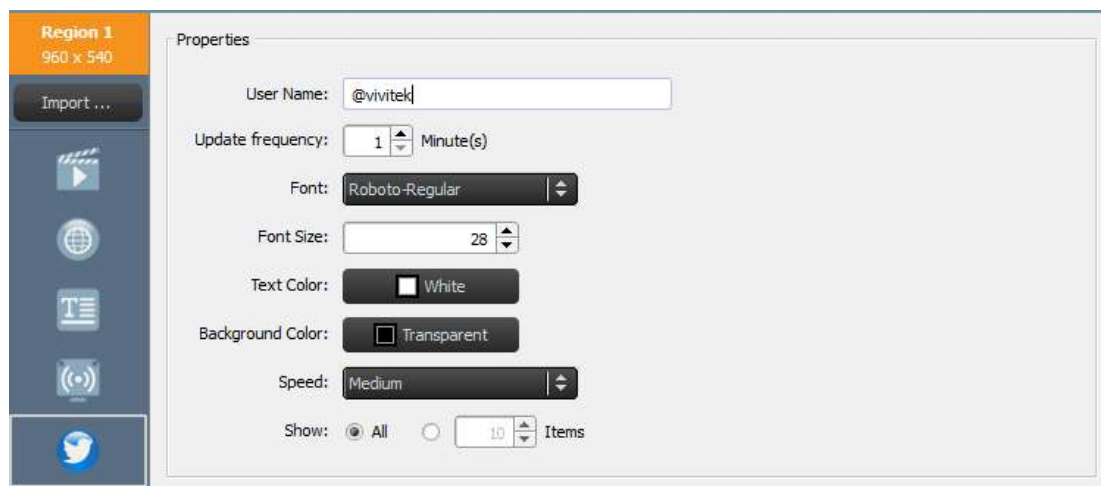 Region 1
960 x 540
Import ...
Properties
User Name: @vivitek
Update frequency: 1 Minute(s)
Font: Roboto-Regular
Font Size: 28
Text Color: White
Background Color: Transparent
Speed: Medium
Show: All 10 Items
T